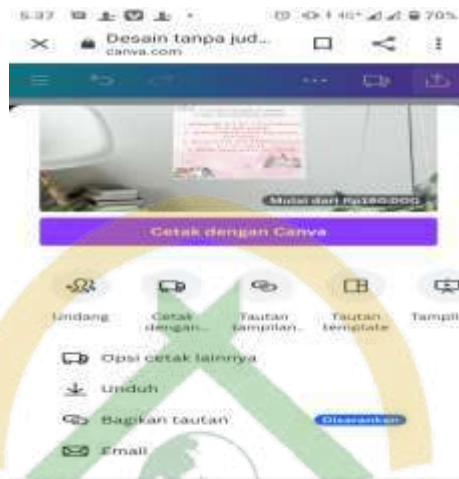 5:37
70%
Desain tanpa jud...
canva.com
Mulai dari Rp180.000
Cetak dengan Canva
Undang
Cetak dengan...
Tautan tampilan...
Tautan template
Tampil
Opsi cetak lainnya
Unduh
Bagikan tautan
Disarankan
Email